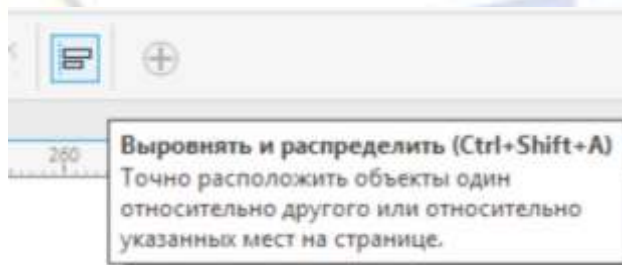 260
Выровнять и распределить (Ctrl+Shift+A)
Точно расположить объекты один
относительно другого или относительно
указанных мест на странице.